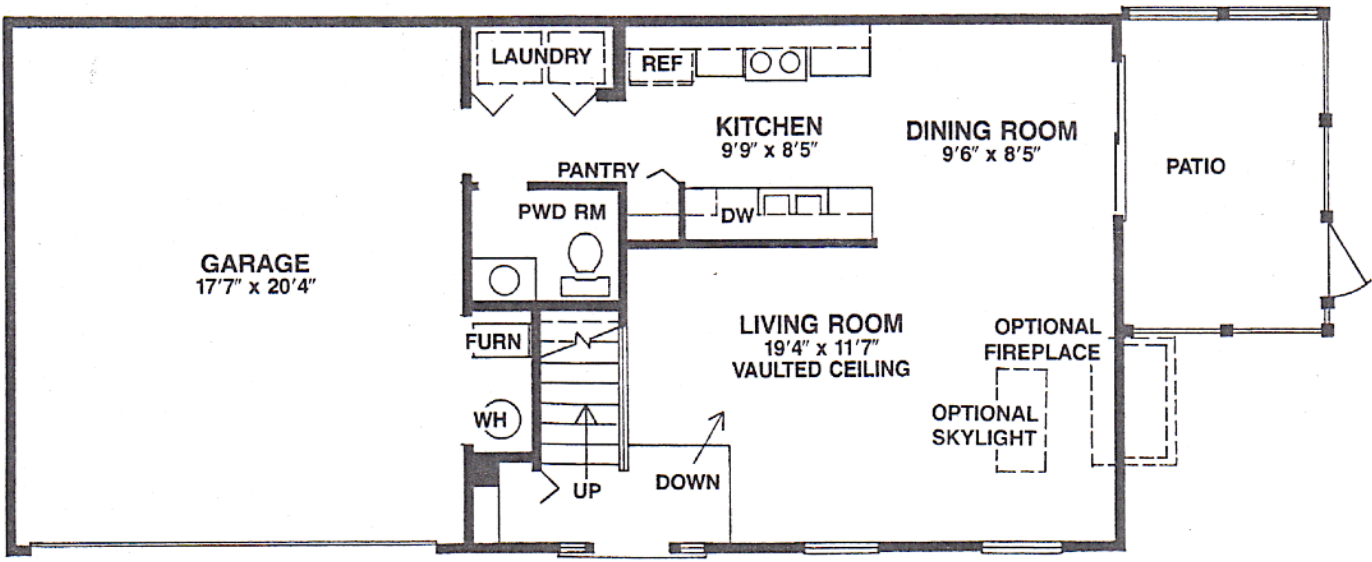 LAUNDRY
REF
KITCHEN
9'9" x 8'5"
DINING ROOM
9'6" x 8'5"
PATIO
PANTRY
DW
PWD RM
GARAGE
17'7" x 20'4"
FURN
WH
UP
DOWN
LIVING ROOM
19'4" x 11'7"
VAULTED CEILING
OPTIONAL
FIREPLACE
OPTIONAL
SKYLIGHT